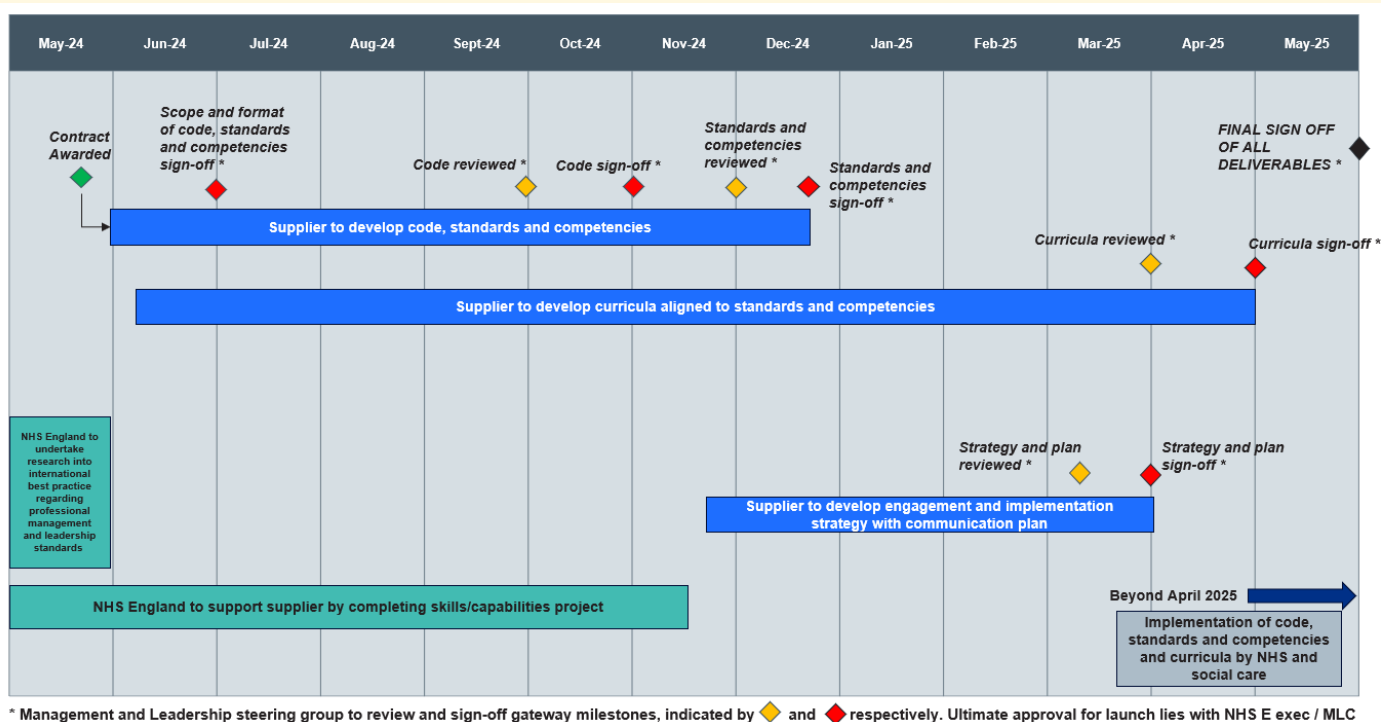 May-24
Jun-24
Jul-24
Aug-24
Sept-24
Oct-24
Nov-24
Dec-24
Jan-25
Feb-25
Mar-25
Apr-25
May-25
Contract
Awarded
Scope and format
of code, standards
and competencies
sign-off *
Code reviewed *
Code sign-off *
Standards and
competencies
reviewed *
Standards and
competencies
sign-off *
FINAL SIGN OFF
OF ALL
DELIVERABLES *
Supplier to develop code, standards and competencies
Curricula reviewed *
Curricula sign-off *
Supplier to develop curricula aligned to standards and competencies
NHS England to
undertake
research into
international
best practice
regarding
professional
management
and leadership
standards
Strategy and plan
reviewed *
Strategy and plan
sign-off *
Supplier to develop engagement and implementation
strategy with communication plan
NHS England to support supplier by completing skills/capabilities project
Beyond April 2025
Implementation of code,
standards and competencies
and curricula by NHS and
social care
* Management and Leadership steering group to review and sign-off gateway milestones, indicated by and respectively. Ultimate approval for launch lies with NHS E exec / MLC